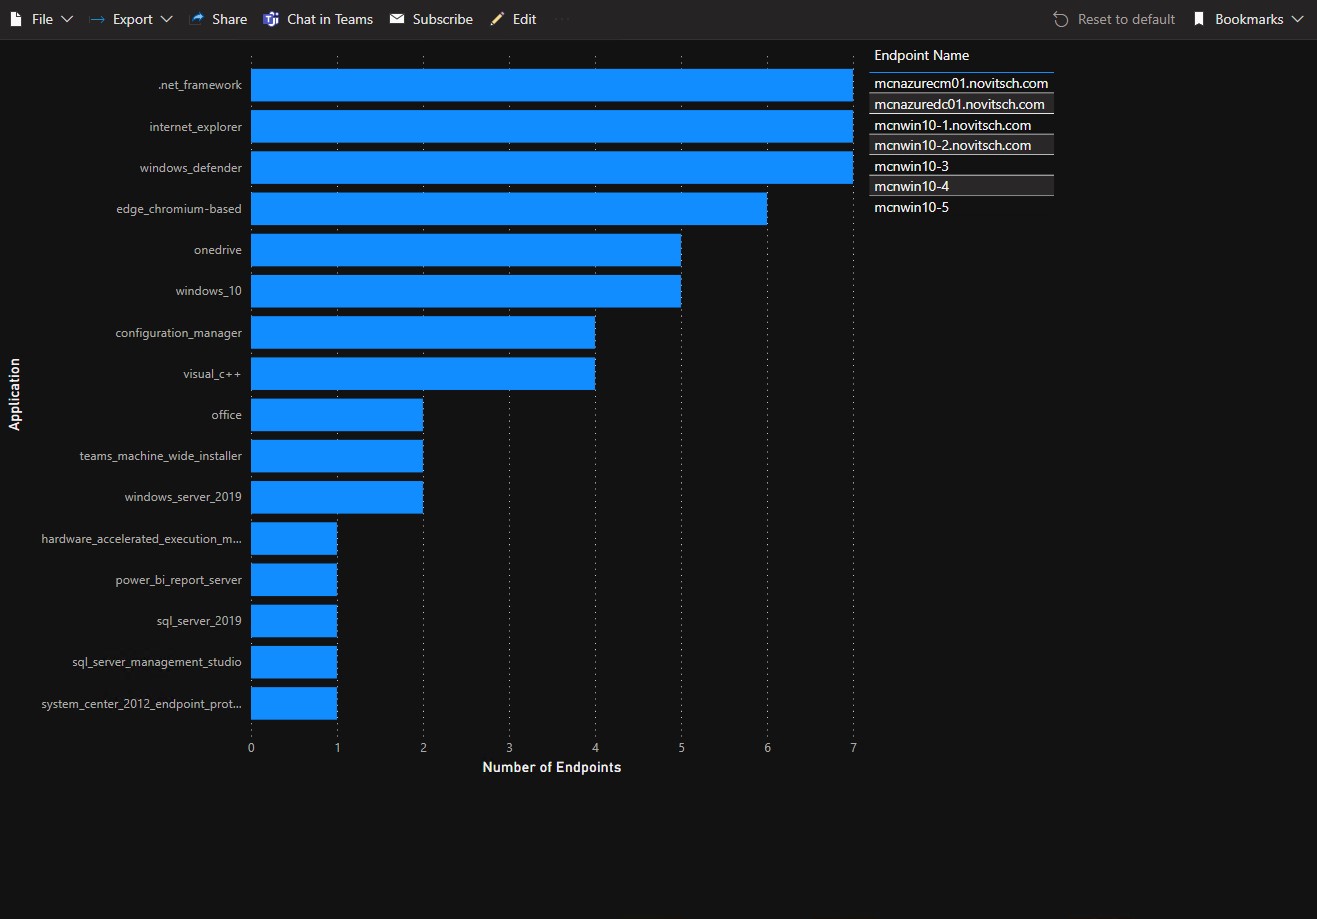 File Export Share Chat in Teams Subscribe Edit ... Reset to default Bookmarks
Application
.net_framework
internet_explorer
windows_defender
edge_chromium-based
onedrive
windows_10
configuration_manager
visual_c++
office
teams_machine_wide_installer
windows_server_2019
hardware_accelerated_execution_m...
power_bi_report_server
sql_server_2019
sql_server_management_studio
system_center_2012_endpoint_prot...
0 1 2 3 4 5 6 7
Number of Endpoints
Endpoint Name
mcnazurecm01.novitsch.com
mcnazuredc01.novitsch.com
mcnwin10-1.novitsch.com
mcnwin10-2.novitsch.com
mcnwin10-3
mcnwin10-4
mcnwin10-5